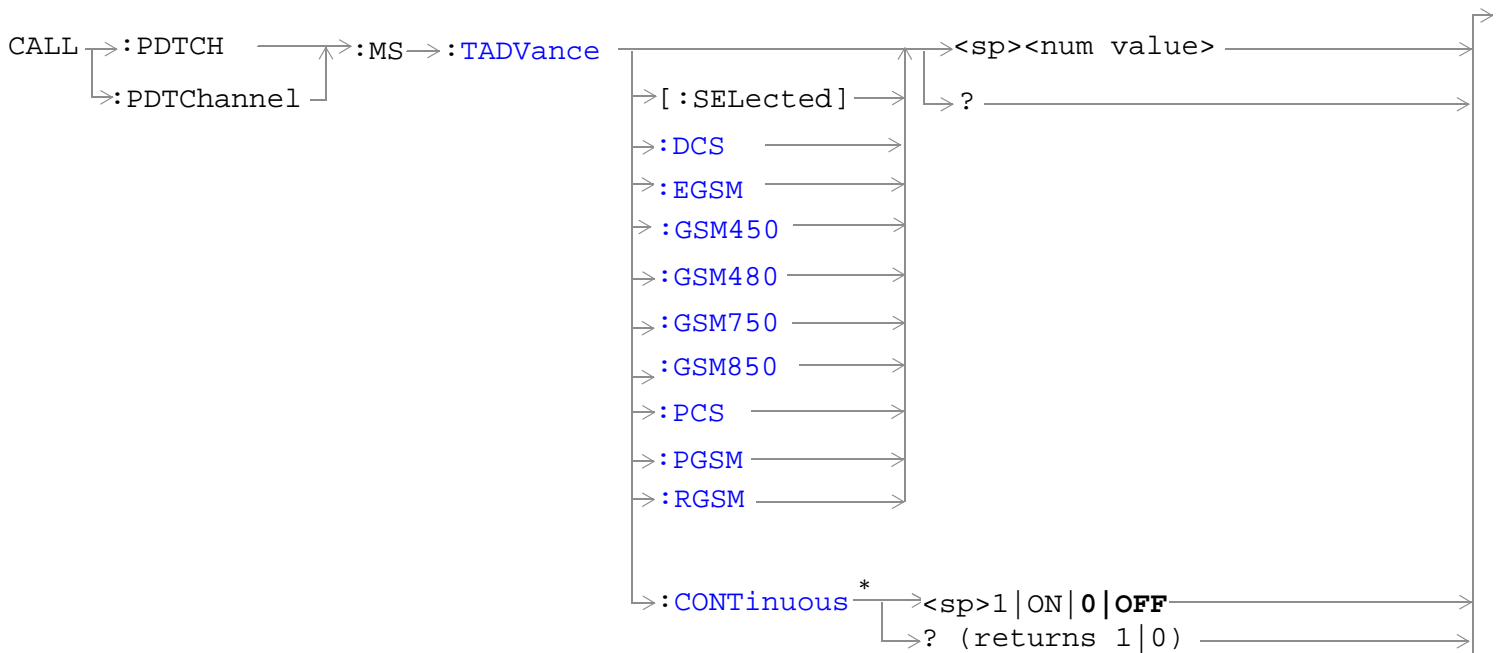 CALL :PDTCH :MS :TADVance <sp><num value>
:PDTChannel [:SELected] ?
:DCS
:EGSM
:GSM450
:GSM480
:GSM750
:GSM850
:PCS
:PGSM
:RGSM
:CONTinuous * <sp>1|ON|0|OFF
? (returns 1|0)